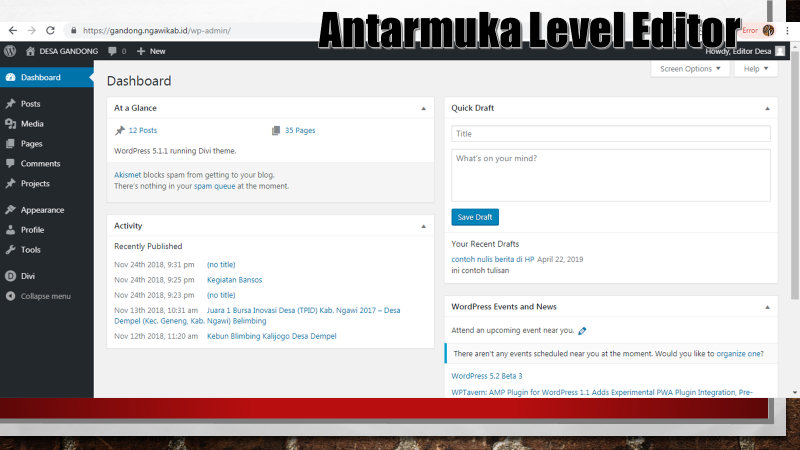 Antarmuka Level Editor
https://gandong.ngawikab.id/wp-admin/
Error
DESA GANDONG 0 + New
Howdy, Editor Desa
Screen Options Help
Dashboard
Posts
Media
Pages
Comments
Projects
Appearance
Profile
Tools
Divi
Collapse menu
Dashboard
At a Glance
12 Posts 35 Pages
WordPress 5.1.1 running Divi theme.
Akismet blocks spam from getting to your blog.
There's nothing in your spam queue at the moment.
Activity
Recently Published
Nov 24th 2018, 9:31 pm (no title)
Nov 24th 2018, 9:25 pm Kegiatan Bansos
Nov 24th 2018, 9:23 pm (no title)
Nov 13th 2018, 10:31 am Juara 1 Bursa Inovasi Desa (TPID) Kab. Ngawi 2017 – Desa
Dempel (Kec. Geneng, Kab. Ngawi) Belimbing
Nov 12th 2018, 11:20 am Kebun Blimbing Kalijogo Desa Dempel
Quick Draft
Title
What's on your mind?
Save Draft
Your Recent Drafts
contoh nulis berita di HP April 22, 2019
ini contoh tulisan
WordPress Events and News
Attend an upcoming event near you.
There aren't any events scheduled near you at the moment. Would you like to organize one?
WordPress 5.2 Beta 3
WPTavern: AMP Plugin for WordPress 1.1 Adds Experimental PWA Plugin Integration, Pre-